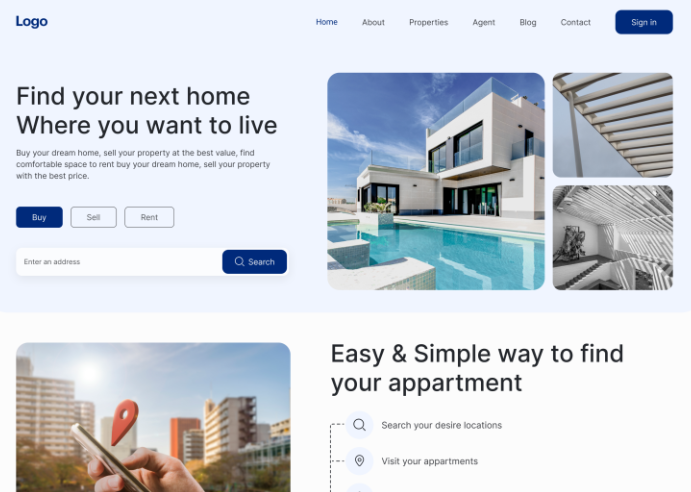 Logo
Home
About
Properties
Agent
Blog
Contact
Sign in
Find your next home
Where you want to live
Buy your dream home, sell your property at the best value, find
comfortable space to rent buy your dream home, sell your property
with the best price.
Buy
Sell
Rent
Enter an address
Search
Easy & Simple way to find
your appartment
Search your desire locations
Visit your appartments